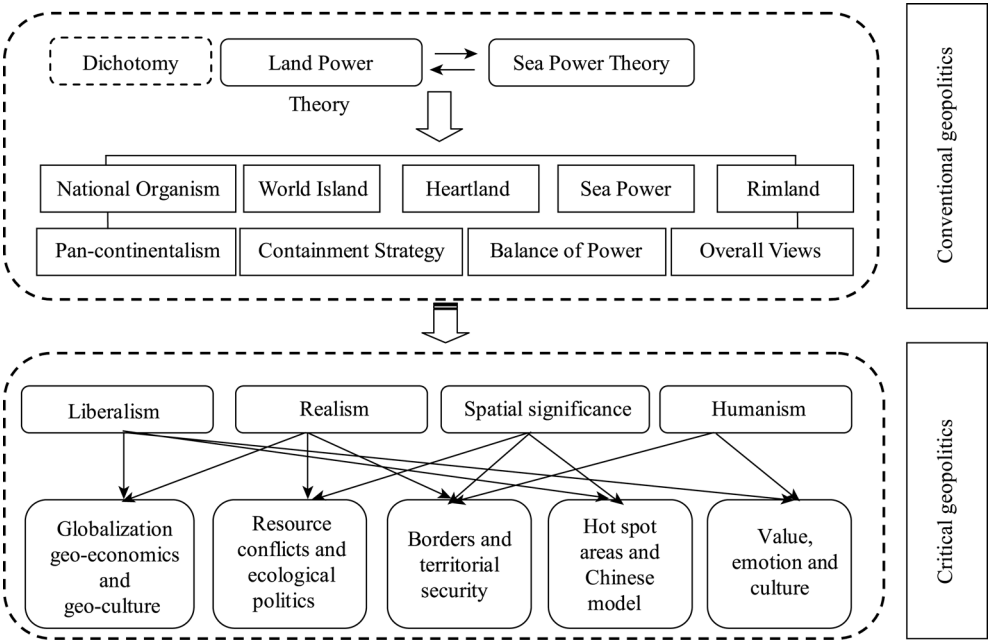 Dichotomy
Land Power
Theory
Sea Power Theory
National Organism
World Island
Heartland
Sea Power
Rimland
Pan-continentalism
Containment Strategy
Balance of Power
Overall Views
Conventional geopolitics
Liberalism
Realism
Spatial significance
Humanism
Globalization
geo-economics
and
geo-culture
Resource
conflicts and
ecological
politics
Borders and
territorial
security
Hot spot
areas and
Chinese
model
Value,
emotion and
culture
Critical geopolitics